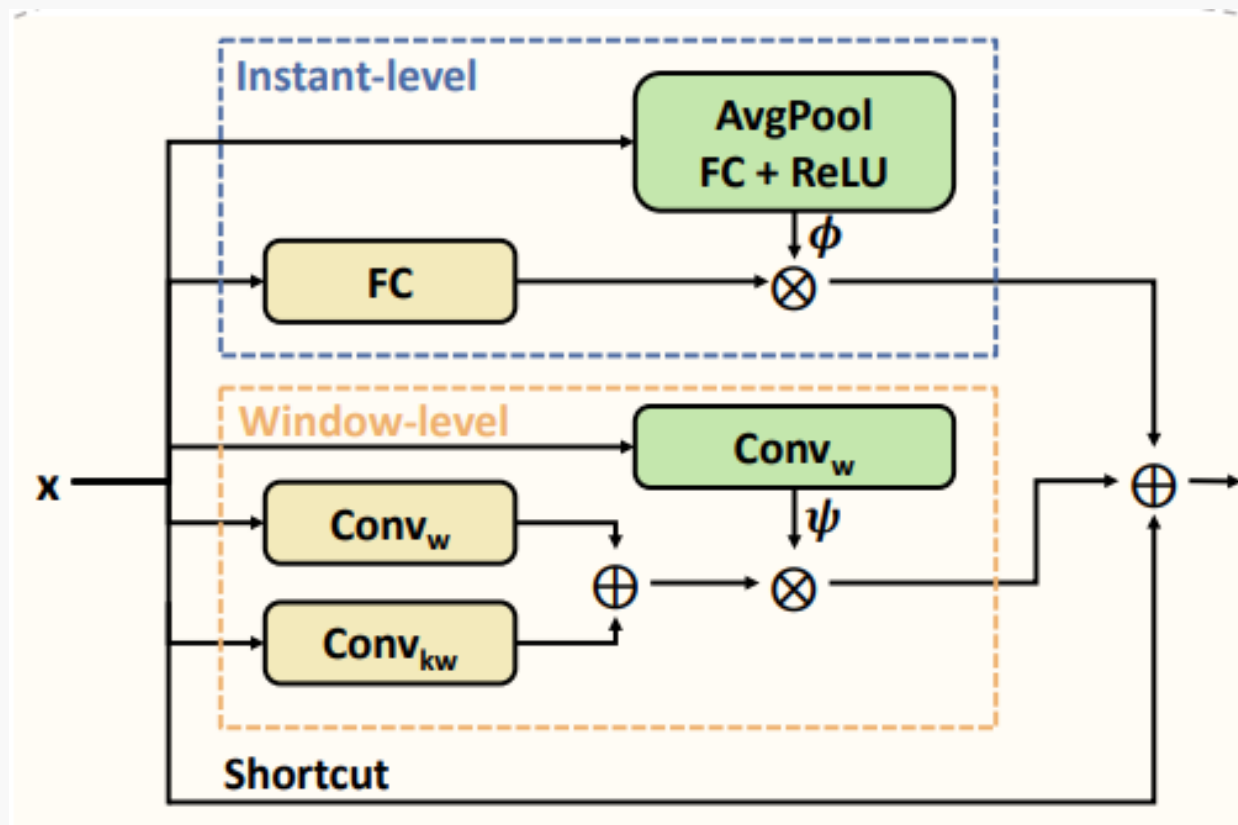 Instant-level
AvgPool
FC + ReLU
ϕ
FC
Window-level
Conv_w
x
ψ
Conv_w
Conv_kw
Shortcut